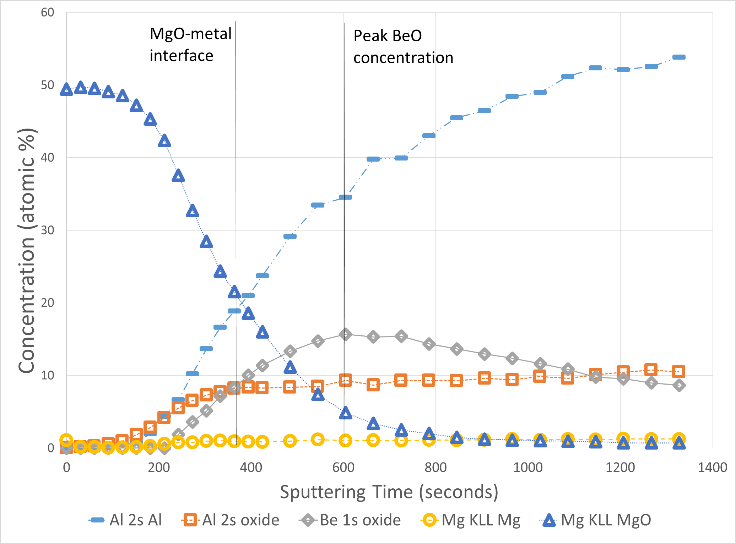 MgO-metal
interface
Peak BeO
concentration
60
50
40
30
20
10
0
Concentration (atomic %)
0 200 400 600 800 1000 1200 1400
Sputtering Time (seconds)
Al 2s Al Al 2s oxide Be 1s oxide Mg KLL Mg Mg KLL MgO